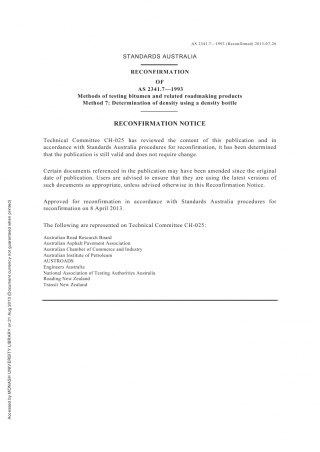 AS 2341.7—1993 (Reconfirmed) 2013-07-26
STANDARDS AUSTRALIA
RECONFIRMATION
OF
AS 2341.7—1993
Methods of testing bitumen and related roadmaking products
Method 7: Determination of density using a density bottle
RECONFIRMATION NOTICE
Technical Committee CH-025 has reviewed the content of this publication and in
accordance with Standards Australia procedures for reconfirmation, it has been determined
that the publication is still valid and does not require change.
Certain documents referenced in the publication may have been amended since the original
date of publication. Users are advised to ensure that they are using the latest versions of
such documents as appropriate, unless advised otherwise in this Reconfirmation Notice.
Approved for reconfirmation in accordance with Standards Australia procedures for
reconfirmation on 8 April 2013.
The following are represented on Technical Committee CH-025:
Australian Road Research Board
Australian Asphalt Pavement Association
Australian Chamber of Commerce and Industry
Australian Institute of Petroleum
AUSTROADS
Engineers Australia
National Association of Testing Authorities Australia
Roading New Zealand
Transit New Zealand
Accessed by MONASH UNIVERSITY LIBRARY on 21 Aug 2013 (Document currency not guaranteed when printed)